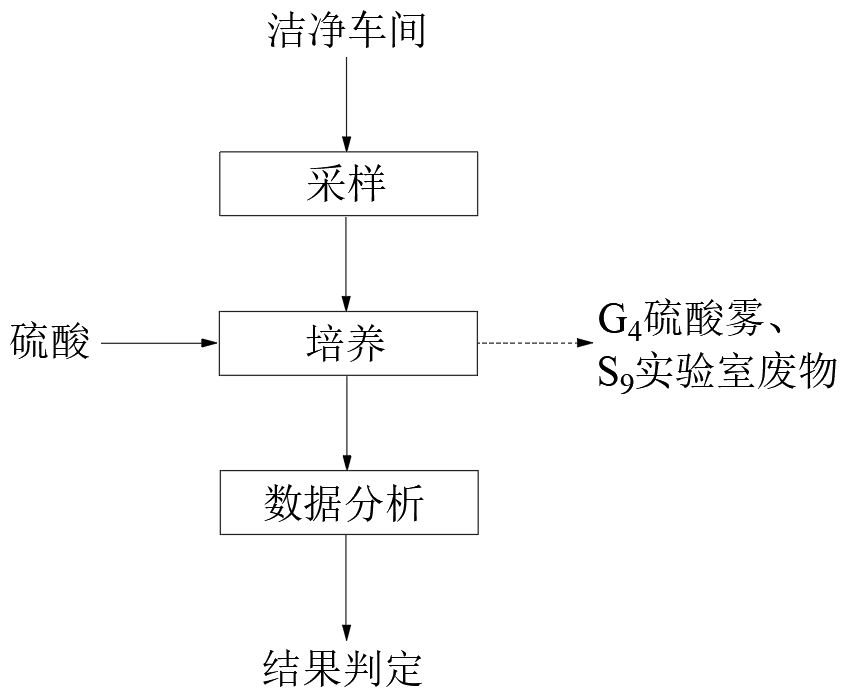 洁净车间
采样
硫酸
培养
G₄硫酸雾、
S₉实验室废物
数据分析
结果判定